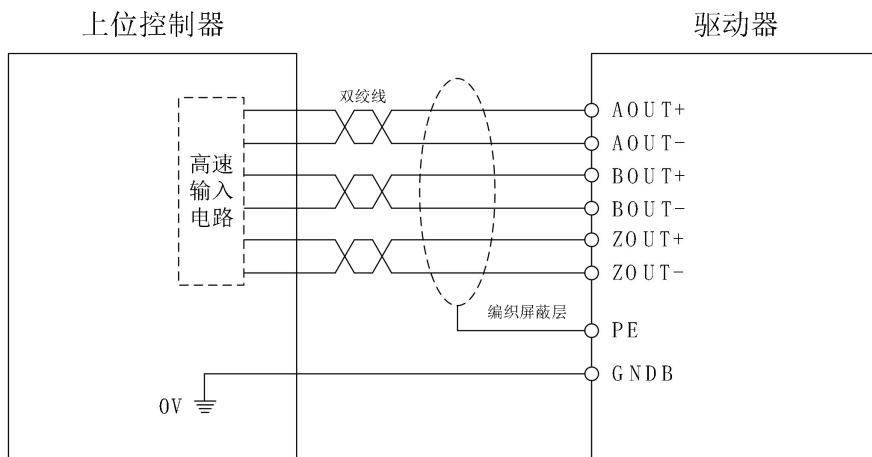 上位控制器
驱动器
双绞线
AOUT+
AOUT-
高速
输入
电路
BOUT+
BOUT-
ZOUT+
ZOUT-
编织屏蔽层
PE
GNDB
0V